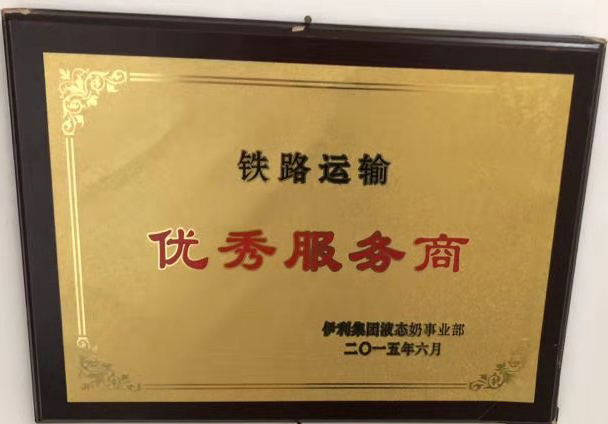 铁路运输
优秀服务商
伊利集团液态奶事业部
二〇一五年六月